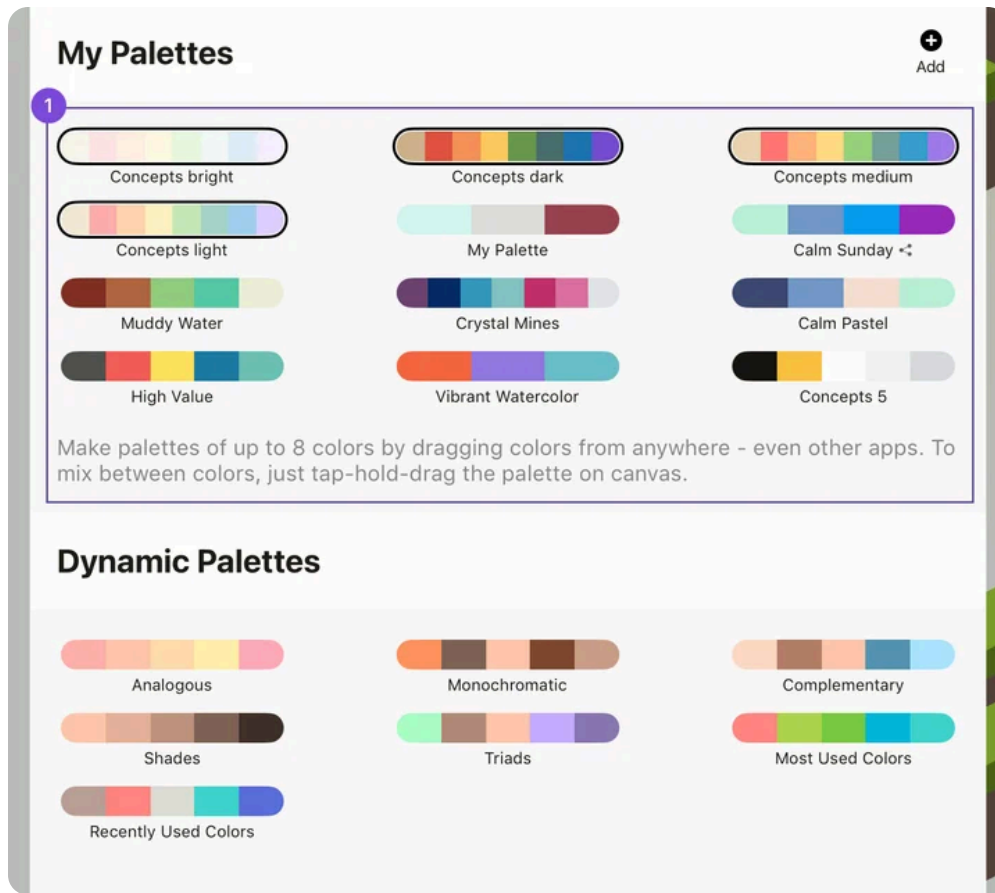 My Palettes
Add
1
Concepts bright
Concepts dark
Concepts medium
Concepts light
My Palette
Calm Sunday
Muddy Water
Crystal Mines
Calm Pastel
High Value
Vibrant Watercolor
Concepts 5
Make palettes of up to 8 colors by dragging colors from anywhere - even other apps. To
mix between colors, just tap-hold-drag the palette on canvas.
Dynamic Palettes
Analogous
Monochromatic
Complementary
Shades
Triads
Most Used Colors
Recently Used Colors